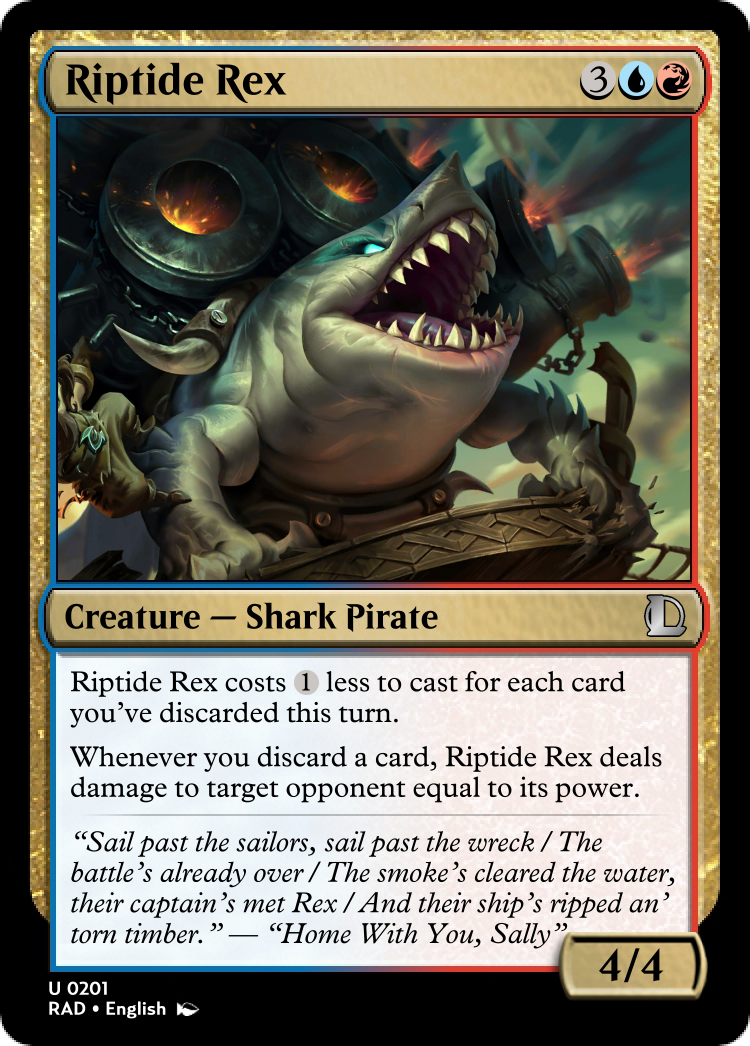 Riptide Rex 3
Creature — Shark Pirate
Riptide Rex costs 1 less to cast for each card
you’ve discarded this turn.
Whenever you discard a card, Riptide Rex deals
damage to target opponent equal to its power.
“Sail past the sailors, sail past the wreck / The
battle’s already over / The smoke’s cleared the water,
their captain’s met Rex / And their ship’s ripped an’
torn timber.” — “Home With You, Sally”
4/4
U 0201
RAD • English